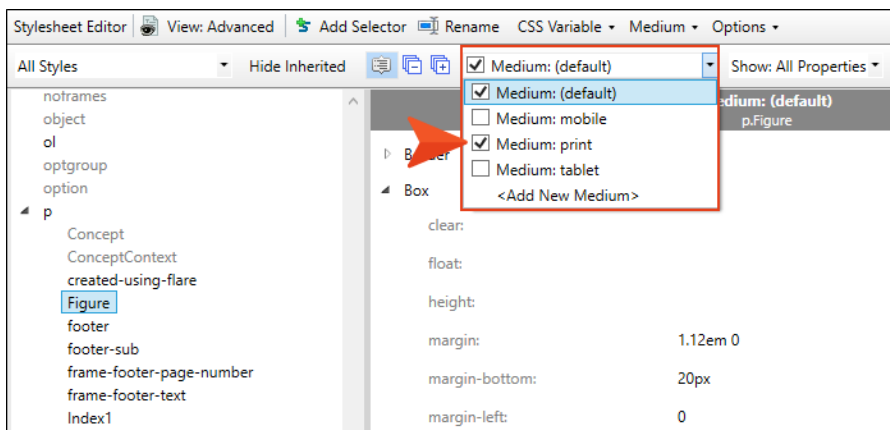 Stylesheet Editor View: Advanced Add Selector Rename CSS Variable Medium Options
All Styles Hide Inherited Medium: (default) Show: All Properties
Medium: (default)
Medium: mobile
Medium: print
Medium: tablet
<Add New Medium>
noframes
object
ol
optgroup
option
p
Concept
ConceptContext
created-using-flare
Figure
footer
footer-sub
frame-footer-page-number
frame-footer-text
Index1
edium: (default)
p.Figure
Box
clear:
float:
height:
margin: 1.12em 0
margin-bottom: 20px
margin-left: 0